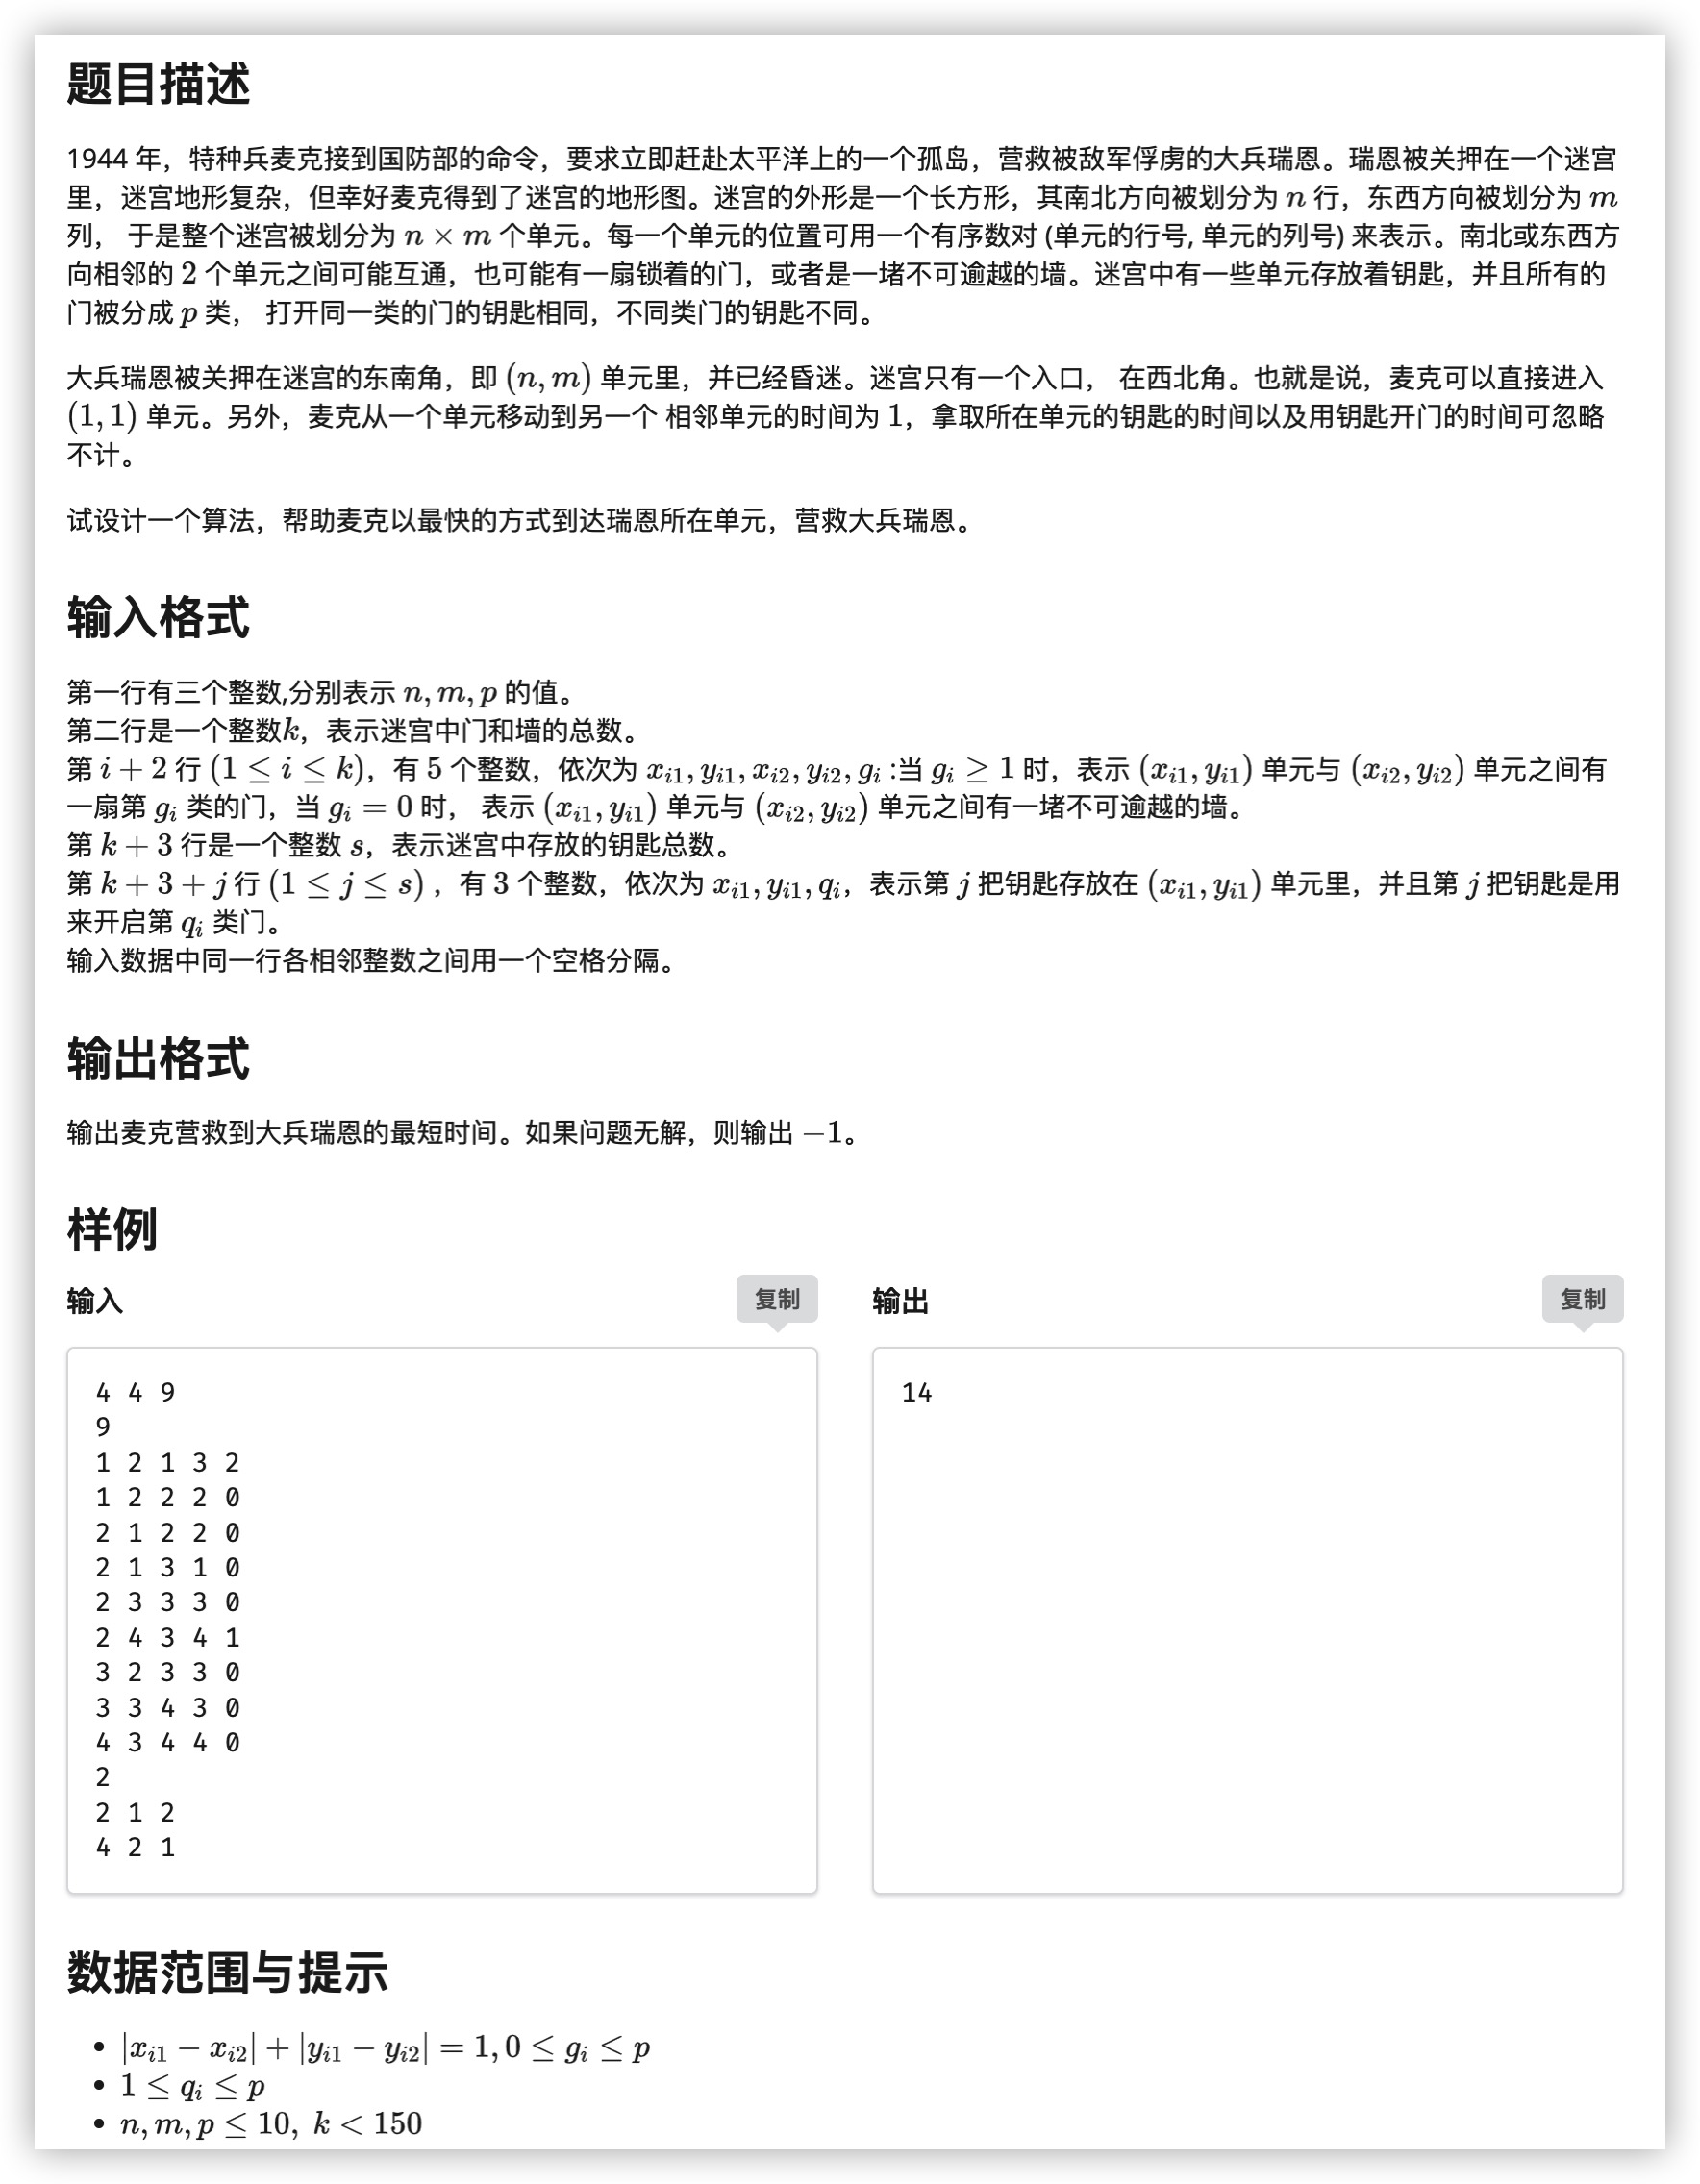 题目描述
1944 年，特种兵麦克接到国防部的命令，要求立即赶赴太平洋上的一个孤岛，营救被敌军俘虏的大兵瑞恩。瑞恩被关押在一个迷宫
里，迷宫地形复杂，但幸好麦克得到了迷宫的地形图。迷宫的外形是一个长方形，其南北方向被划分为 n 行，东西方向被划分为 m
列， 于是整个迷宫被划分为 n × m 个单元。每一个单元的位置可用一个有序数对 (单元的行号, 单元的列号) 来表示。南北或东西方
向相邻的 2 个单元之间可能互通，也可能有一扇锁着的门，或者是一堵不可逾越的墙。迷宫中有一些单元存放着钥匙，并且所有的
门被分成 p 类， 打开同一类的门的钥匙相同，不同类门的钥匙不同。
大兵瑞恩被关押在迷宫的东南角，即 (n, m) 单元里，并已经昏迷。迷宫只有一个入口， 在西北角。也就是说，麦克可以直接进入
(1, 1) 单元。另外，麦克从一个单元移动到另一个 相邻单元的时间为 1，拿取所在单元的钥匙的时间以及用钥匙开门的时间可忽略
不计。
试设计一个算法，帮助麦克以最快的方式到达瑞恩所在单元，营救大兵瑞恩。
输入格式
第一行有三个整数,分别表示 n, m, p 的值。
第二行是一个整数k，表示迷宫中门和墙的总数。
第 i + 2 行 (1 ≤ i ≤ k)，有 5 个整数，依次为 x_{i1}, y_{i1}, x_{i2}, y_{i2}, g_i :当 g_i ≥ 1 时，表示 (x_{i1}, y_{i1}) 单元与 (x_{i2}, y_{i2}) 单元之间有
一扇第 g_i 类的门，当 g_i = 0 时， 表示 (x_{i1}, y_{i1}) 单元与 (x_{i2}, y_{i2}) 单元之间有一堵不可逾越的墙。
第 k + 3 行是一个整数 s，表示迷宫中存放的钥匙总数。
第 k + 3 + j 行 (1 ≤ j ≤ s) ，有 3 个整数，依次为 x_{i1}, y_{i1}, q_i，表示第 j 把钥匙存放在 (x_{i1}, y_{i1}) 单元里，并且第 j 把钥匙是用
来开启第 q_i 类门。
输入数据中同一行各相邻整数之间用一个空格分隔。
输出格式
输出麦克营救到大兵瑞恩的最短时间。如果问题无解，则输出 −1。
样例
输入
复制
4 4 9
9
1 2 1 3 2
1 2 2 2 0
2 1 2 2 0
2 1 3 1 0
2 3 3 3 0
2 4 3 4 1
3 2 3 3 0
3 3 4 3 0
4 3 4 4 0
2
2 1 2
4 2 1
输出
复制
14
数据范围与提示
• |x_{i1} − x_{i2}| + |y_{i1} − y_{i2}| = 1, 0 ≤ g_i ≤ p
• 1 ≤ q_i ≤ p
• n, m, p ≤ 10, k < 150